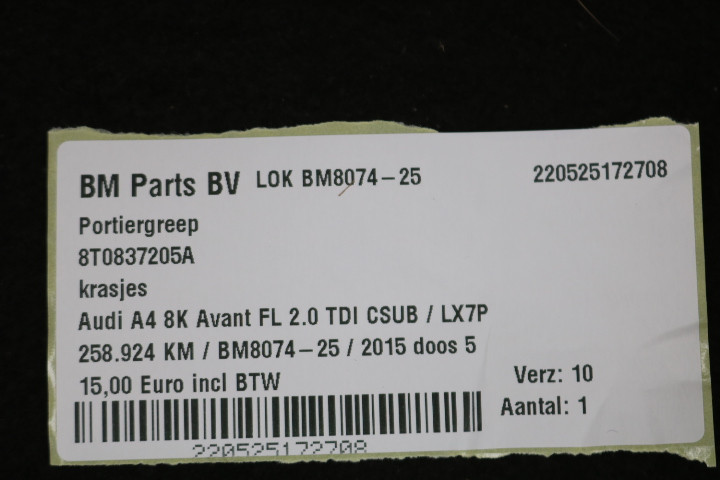 BM Parts BV LOK BM8074-25 220525172708
Portiergreep
8T0837205A
krasjes
Audi A4 8K Avant FL 2.0 TDI CSUB / LX7P
258.924 KM / BM8074-25 / 2015 doos 5
15,00 Euro incl BTW Verz: 10
Aantal: 1
220525172708